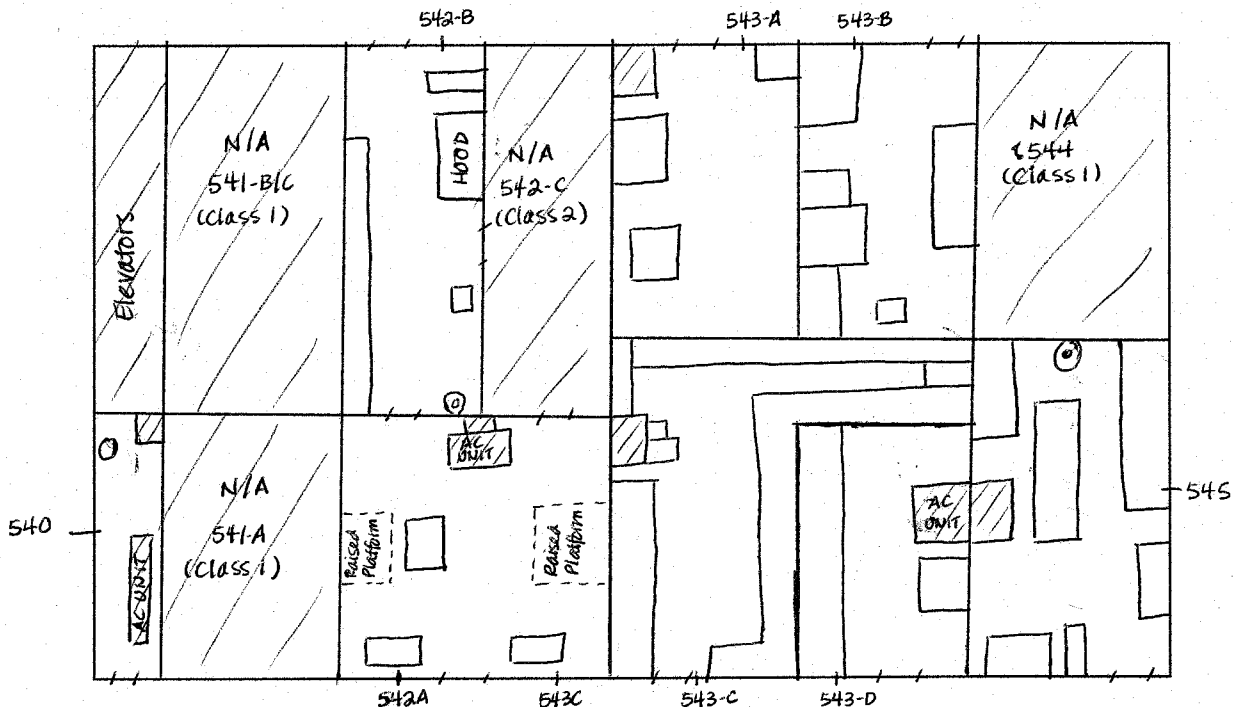 542-B
543-A
543-B
N/A
541-B/C
(Class 1)
HOOD
N/A
542-C
(Class 2)
N/A
8544
(Class 1)
Elevators
AC
UNIT
N/A
541-A
(Class 1)
Raised
Platform
Raised
Platform
AC
UNIT
545
540
AC UNIT
542A
543C
543-C
543-D